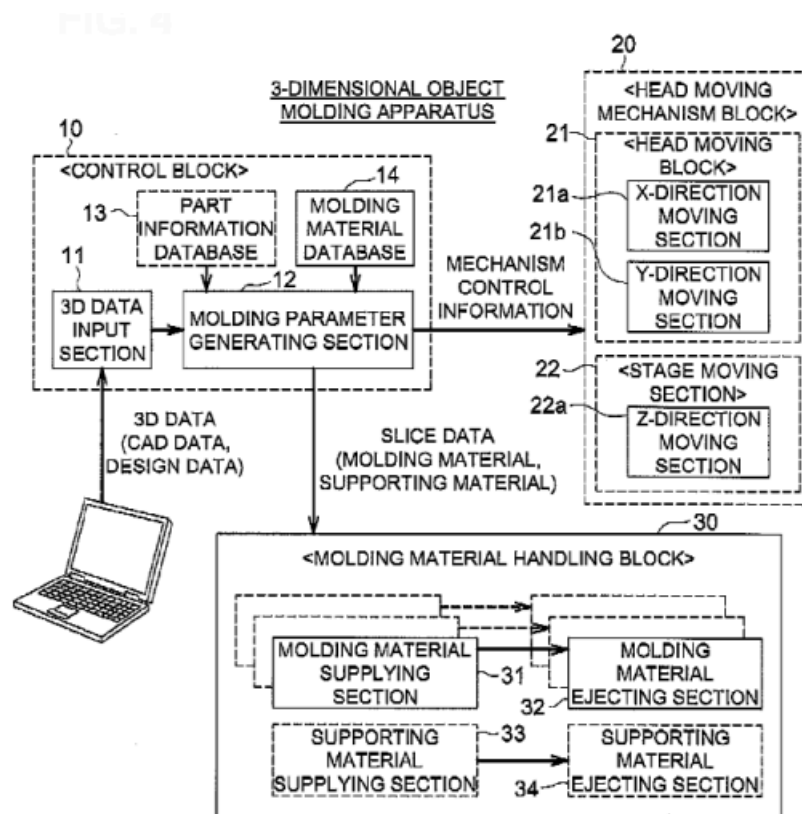 FIG. 4
20
3-DIMENSIONAL OBJECT
MOLDING APPARATUS
<HEAD MOVING
MECHANISM BLOCK>
10
<CONTROL BLOCK>
21
<HEAD MOVING
BLOCK>
13
PART
INFORMATION
DATABASE
14
MOLDING
MATERIAL
DATABASE
21a
X-DIRECTION
MOVING
SECTION
21b
Y-DIRECTION
MOVING
SECTION
11
3D DATA
INPUT
SECTION
12
MOLDING PARAMETER
GENERATING SECTION
MECHANISM
CONTROL
INFORMATION
22
<STAGE MOVING
SECTION>
22a
Z-DIRECTION
MOVING
SECTION
3D DATA
(CAD DATA,
DESIGN DATA)
SLICE DATA
(MOLDING MATERIAL,
SUPPORTING MATERIAL)
30
<MOLDING MATERIAL HANDLING BLOCK>
MOLDING MATERIAL
SUPPLYING
SECTION
31
MOLDING
MATERIAL
EJECTING SECTION
32
33
SUPPORTING
MATERIAL
SUPPLYING SECTION
SUPPORTING
MATERIAL
EJECTING SECTION
34